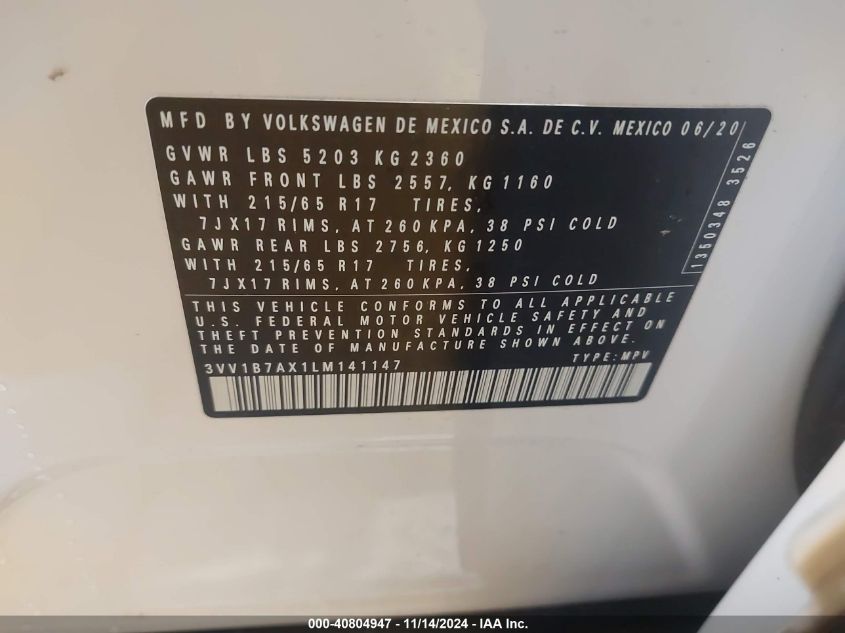 MFD BY VOLKSWAGEN DE MEXICO S.A. DE C.V. MEXICO 06/20
GVWR LBS 5203 KG 2360
GAWR FRONT LBS 2557, KG1160
WITH 215/65 R17 TIRES,
7JX17 RIMS, AT 260 KPA, 38 PSI COLD
GAWR REAR LBS 2756, KG1250
WITH 215/65 R17 TIRES,
7JX17 RIMS, AT 260 KPA, 38 PSI COLD
1350348 3526
THIS VEHICLE CONFORMS TO ALL APPLICABLE
U.S. FEDERAL MOTOR VEHICLE SAFETY AND
THEFT PREVENTION STANDARDS IN EFFECT ON
THE DATE OF MANUFACTURE SHOWN ABOVE.
3VV1B7AX1LM141147 TYPE: MPV
000-40804947 - 11/14/2024 - IAA Inc.